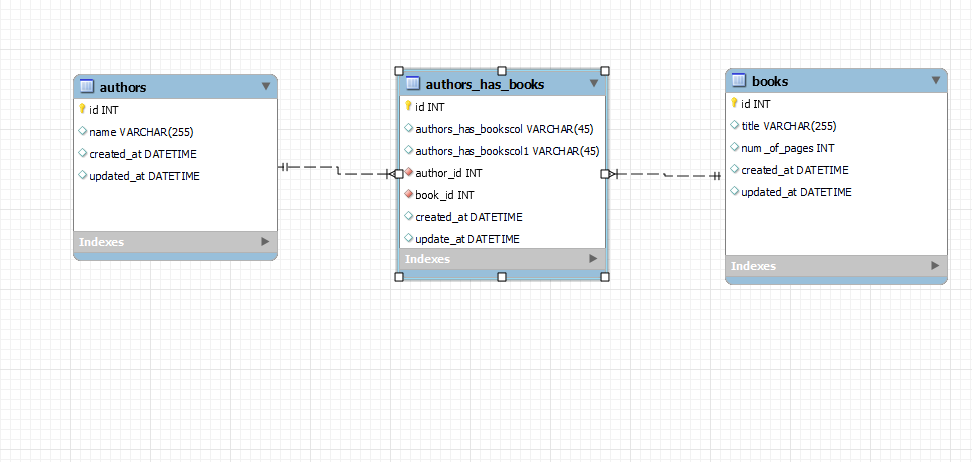 authors
id INT
name VARCHAR(255)
created_at DATETIME
updated_at DATETIME
Indexes
authors_has_books
id INT
authors_has_bookscol VARCHAR(45)
authors_has_bookscol1 VARCHAR(45)
author_id INT
book_id INT
created_at DATETIME
update_at DATETIME
Indexes
books
id INT
title VARCHAR(255)
num_of_pages INT
created_at DATETIME
updated_at DATETIME
Indexes